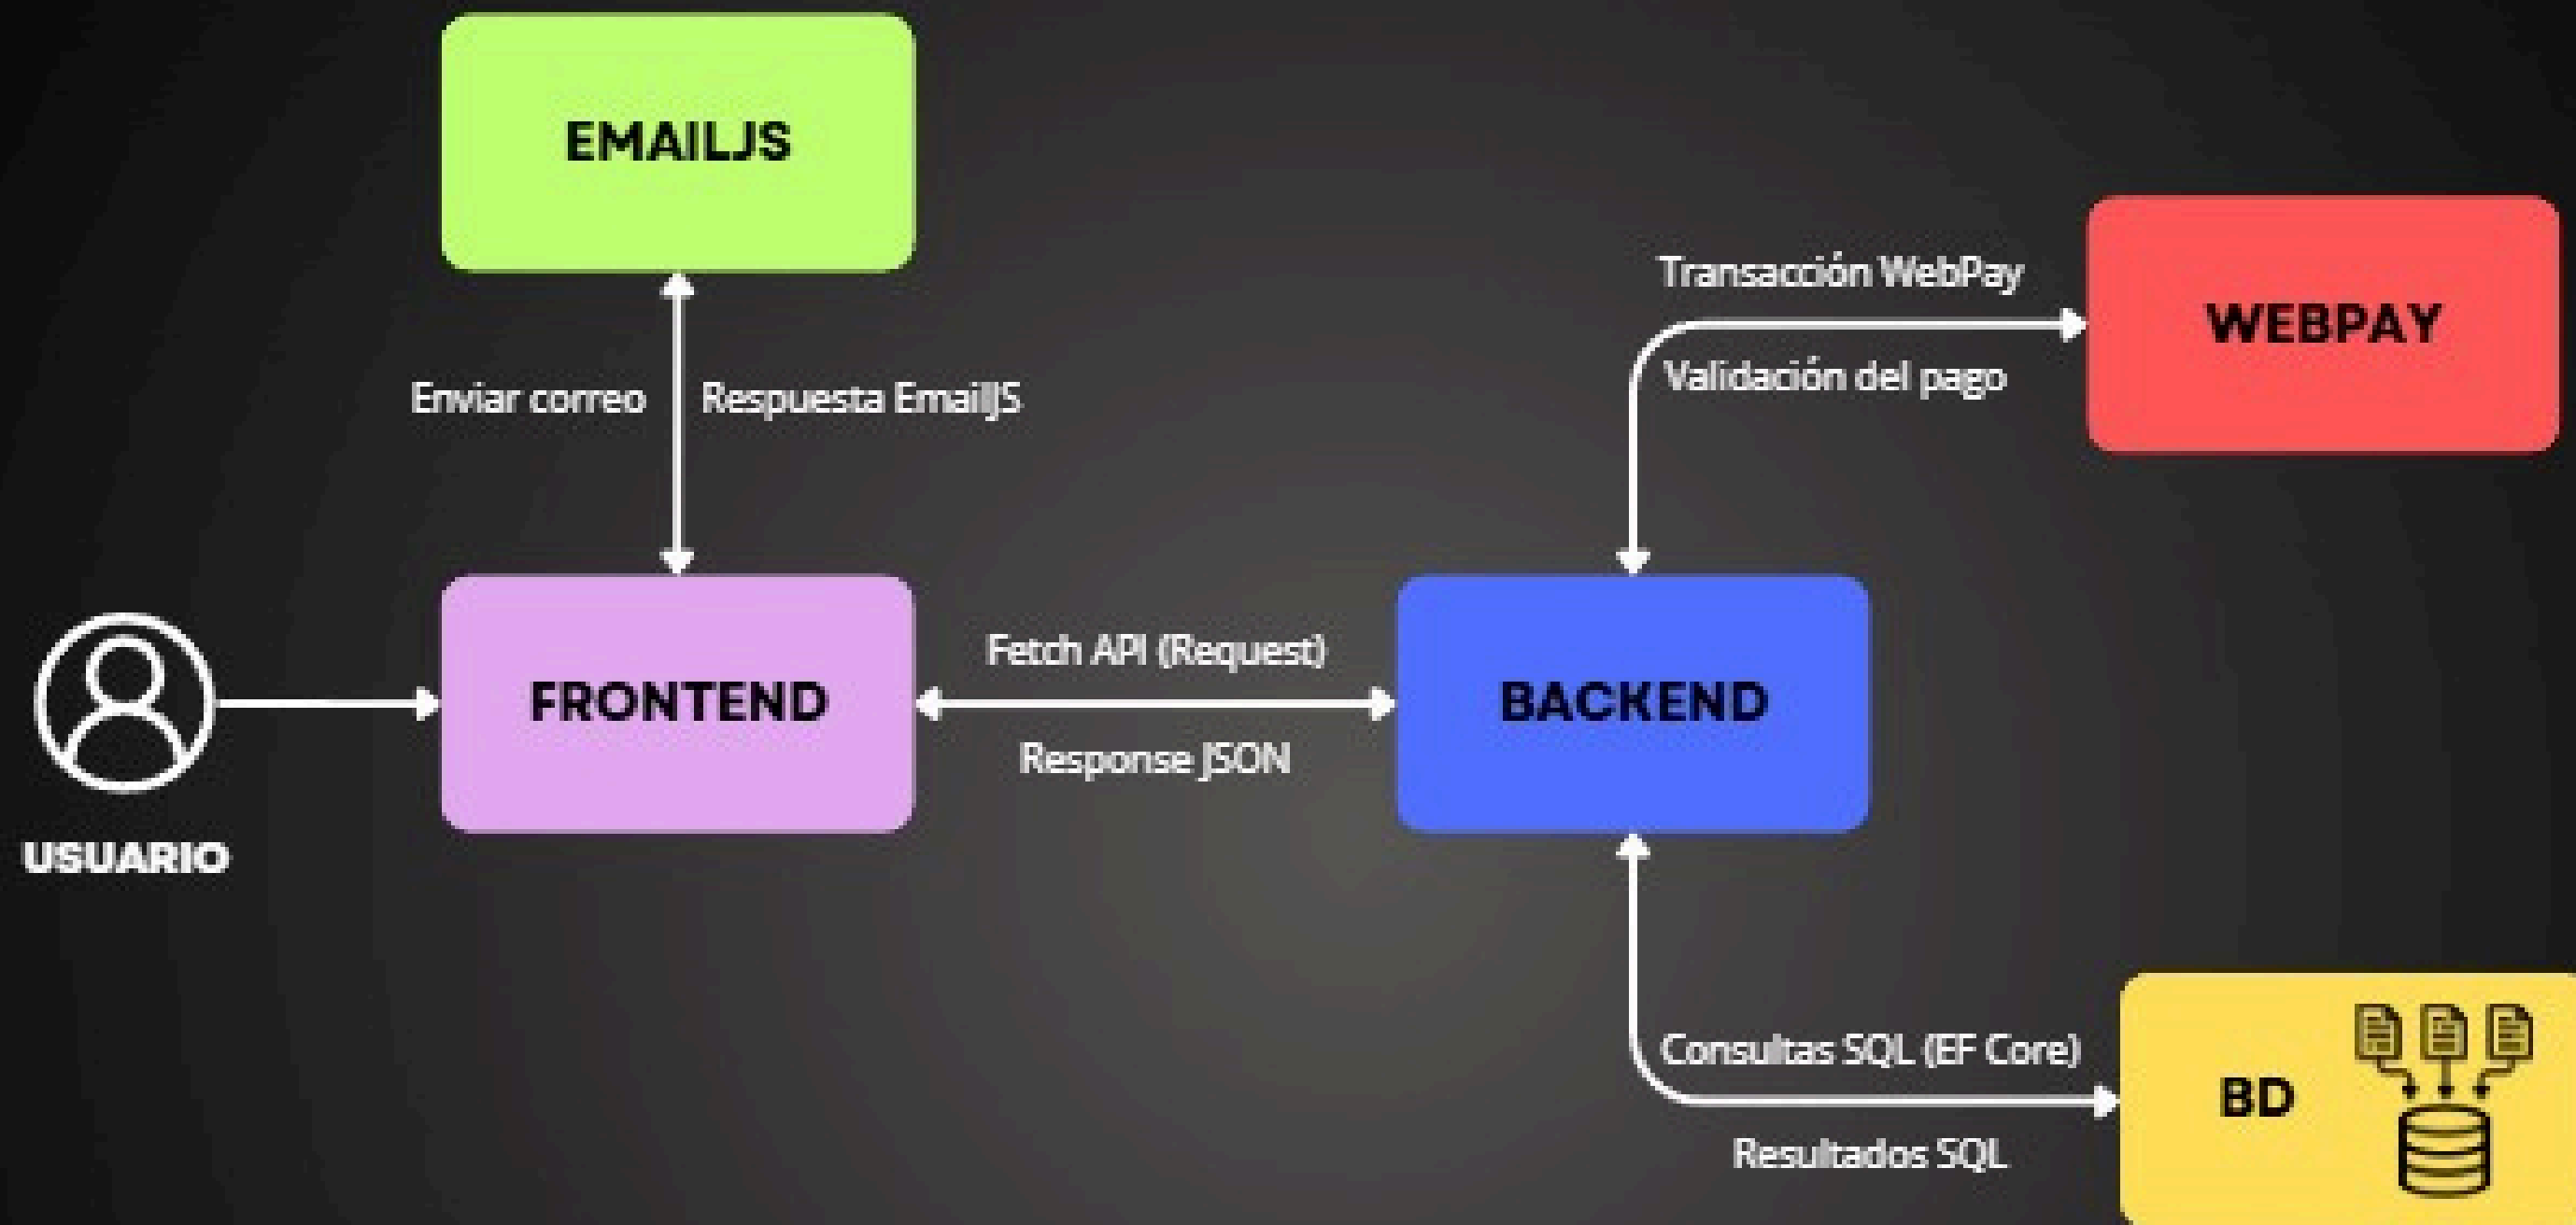 EMAILJS
Transacción WebPay
WEBPAY
Validación del pago
Enviar correo
Respuesta EmailJS
Fetch API (Request)
FRONTEND
BACKEND
Response JSON
USUARIO
Consultas SQL (EF Core)
BD
Resultados SQL